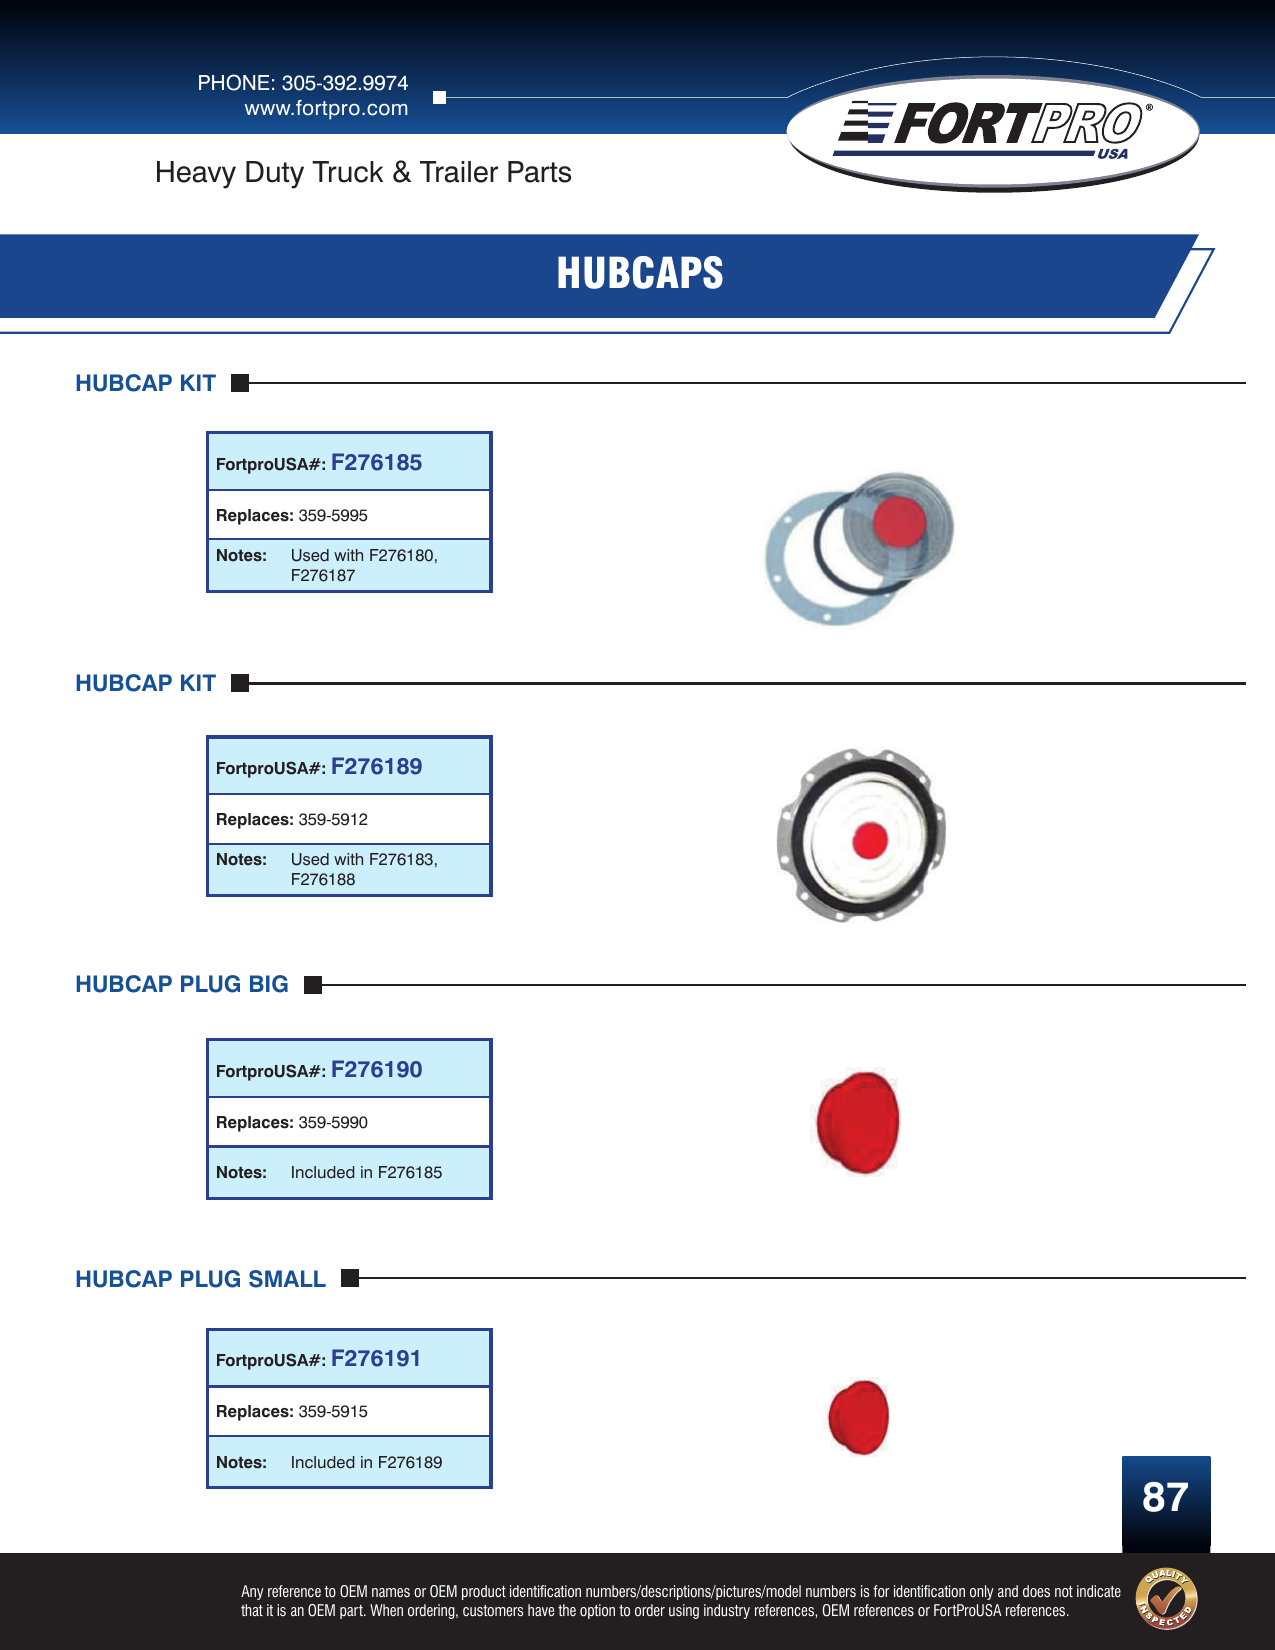 PHONE: 305-392.9974
www.fortpro.com
FORTPRO®
USA
Heavy Duty Truck & Trailer Parts
HUBCAPS
HUBCAP KIT
FortproUSA#: F276185
Replaces: 359-5995
Notes: Used with F276180,
F276187
HUBCAP KIT
FortproUSA#: F276189
Replaces: 359-5912
Notes: Used with F276183,
F276188
HUBCAP PLUG BIG
FortproUSA#: F276190
Replaces: 359-5990
Notes: Included in F276185
HUBCAP PLUG SMALL
FortproUSA#: F276191
Replaces: 359-5915
Notes: Included in F276189
87
Any reference to OEM names or OEM product identification numbers/descriptions/pictures/model numbers is for identification only and does not indicate
that it is an OEM part. When ordering, customers have the option to order using industry references, OEM references or FortProUSA references.
QUALITY
INSPECTED